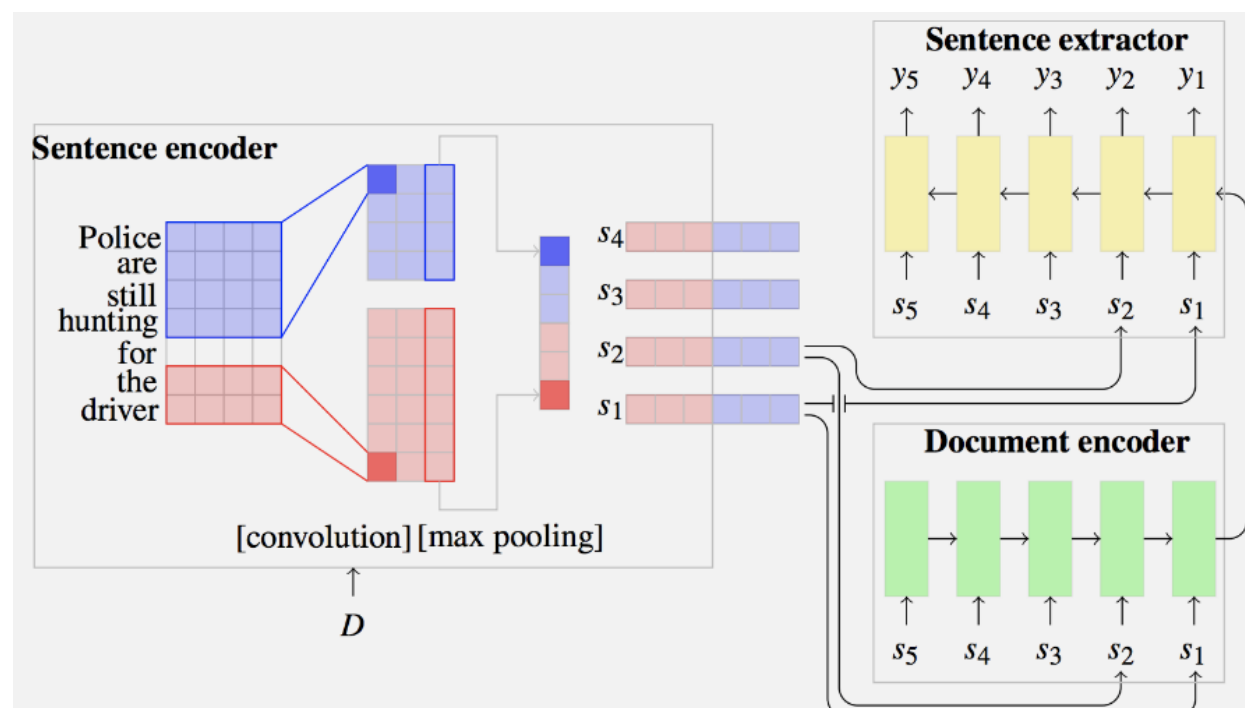 Sentence encoder
Police
are
still
hunting
for
the
driver
[convolution] [max pooling]
D
s4
s3
s2
s1
Sentence extractor
y5 y4 y3 y2 y1
s5 s4 s3 s2 s1
Document encoder
s5 s4 s3 s2 s1